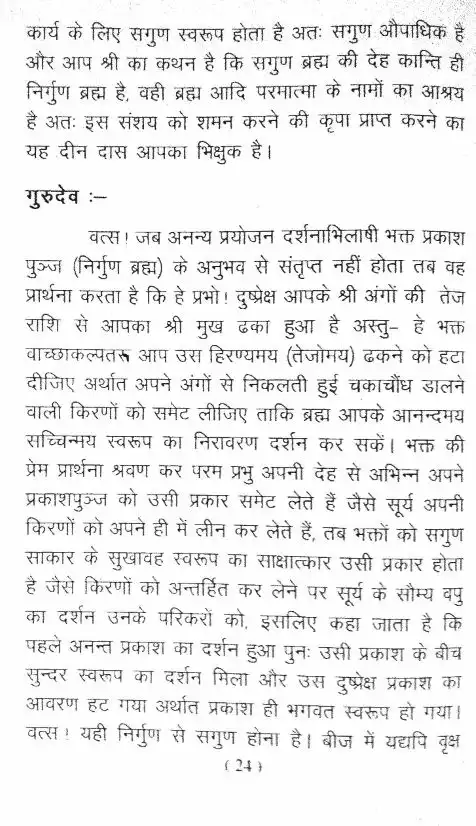 कार्य के लिए सगुण स्वरूप होता है अतः सगुण औपाधिक है
और आप श्री का कथन है कि सगुण ब्रह्म की देह कान्ति ही
निर्गुण ब्रह्म है, वही ब्रह्म आदि परमात्मा के नामों का आश्रय
है अतः इस संशय को शमन करने की कृपा प्राप्त करने का
यह दीन दास आपका भिक्षुक है।
गुरुदेव :–
वत्स! जब अनन्य प्रयोजन दर्शनाभिलाषी भक्त प्रकाश
पुञ्ज (निर्गुण ब्रह्म) के अनुभव से संतृप्त नहीं होता तब वह
प्रार्थना करता है कि हे प्रभो! दुष्प्रेक्ष आपके श्री अंगों की तेज
राशि से आपका श्री मुख ढका हुआ है अस्तु– हे भक्त
वाच्छाकल्पतरू आप उस हिरण्यमय (तेजोमय) ढकने को हटा
दीजिए अर्थात अपने अंगों से निकलती हुई चकाचौंध डालने
वाली किरणों को समेट लीजिए ताकि ब्रह्म आपके आनन्दमय
सच्चिन्मय स्वरूप का निरावरण दर्शन कर सकें। भक्त की
प्रेम प्रार्थना श्रवण कर परम प्रभु अपनी देह से अभिन्न अपने
प्रकाशपुञ्ज को उसी प्रकार समेट लेते हैं जैसे सूर्य अपनी
किरणों को अपने ही में लीन कर लेते हैं, तब भक्तों को सगुण
साकार के सुखावह स्वरूप का साक्षात्कार उसी प्रकार होता
है जैसे किरणों को अन्तर्हित कर लेने पर सूर्य के सौम्य वपु
का दर्शन उनके परिकरों को, इसलिए कहा जाता है कि
पहले अनन्त प्रकाश का दर्शन हुआ पुनः उसी प्रकाश के बीच
सुन्दर स्वरूप का दर्शन मिला और उस दुष्प्रेक्ष प्रकाश का
आवरण हट गया अर्थात प्रकाश ही भगवत स्वरूप हो गया।
वत्स! यही निर्गुण से सगुण होना है। बीज में यद्यपि वृक्ष
(24)